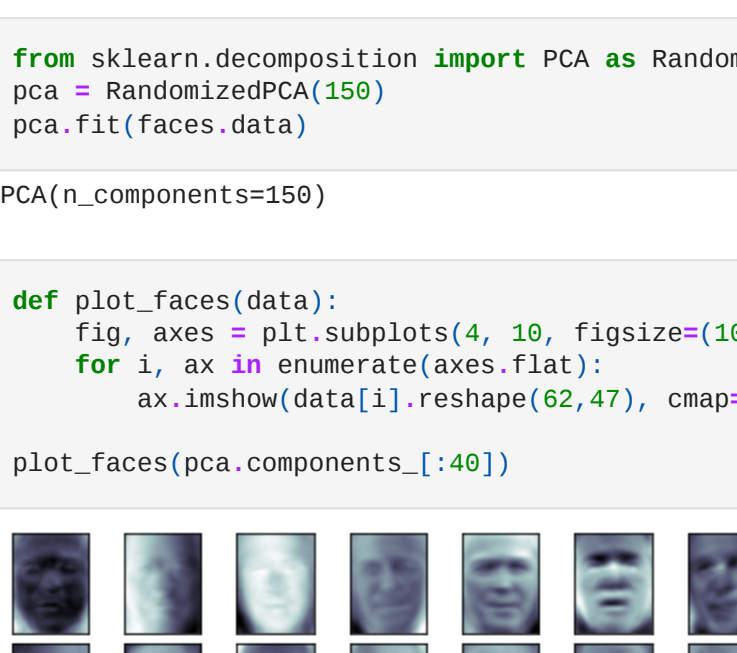 from sklearn.decomposition import PCA as
pca = RandomizedPCA(150)
pca.fit(faces.data)
PCA(n_components=150)
def plot_faces(data):
    fig, axes = plt.subplots(4, 10, figsize=(10
    for i, ax in enumerate(axes.flat):
        ax.imshow(data[i].reshape(62,47), cmap=
plot_faces(pca.components_[:40])